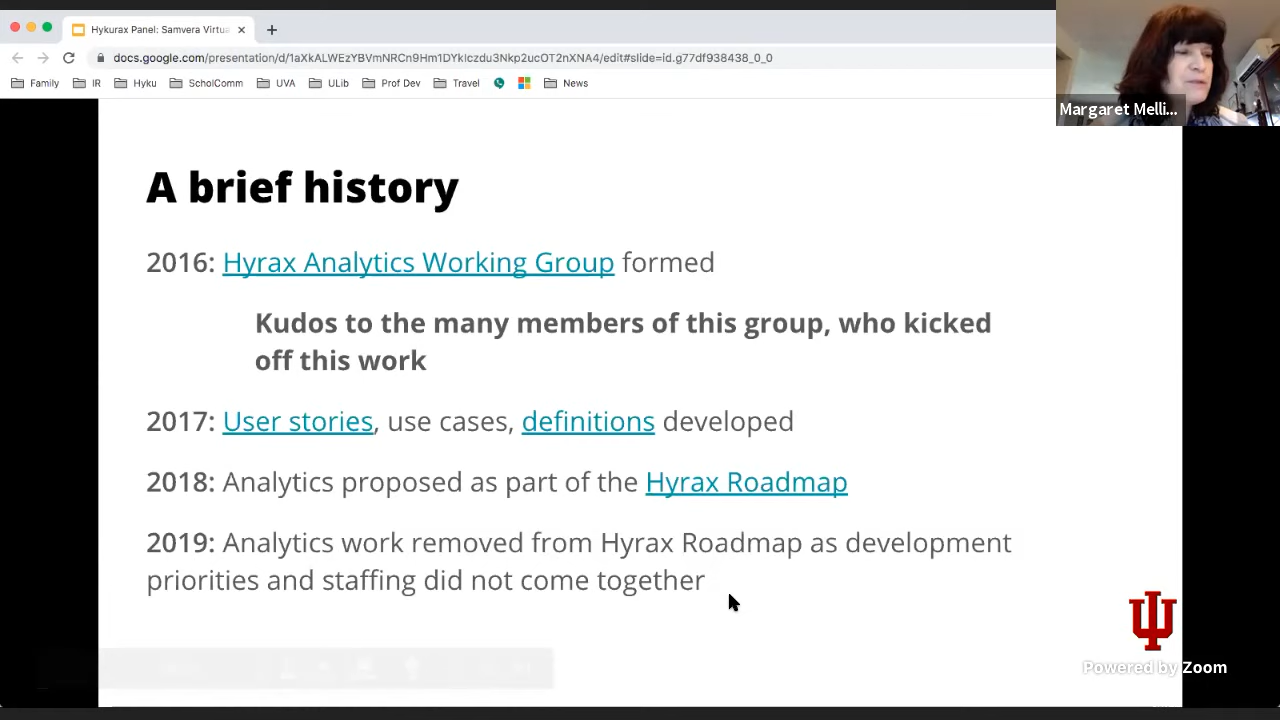 Hykurax Panel: Samvera Virtua
docs.google.com/presentation/d/1aXkALWEzYBVmNRCn9Hm1DYkIczdu3Nkp2ucOT2nXNA4/edit#slide=id.g77df938438_0_0
Family IR Hyku ScholComm UVA ULib Prof Dev Travel News
Margaret Melli...
A brief history
2016: Hyrax Analytics Working Group formed
Kudos to the many members of this group, who kicked
off this work
2017: User stories, use cases, definitions developed
2018: Analytics proposed as part of the Hyrax Roadmap
2019: Analytics work removed from Hyrax Roadmap as development
priorities and staffing did not come together
Powered by Zoom